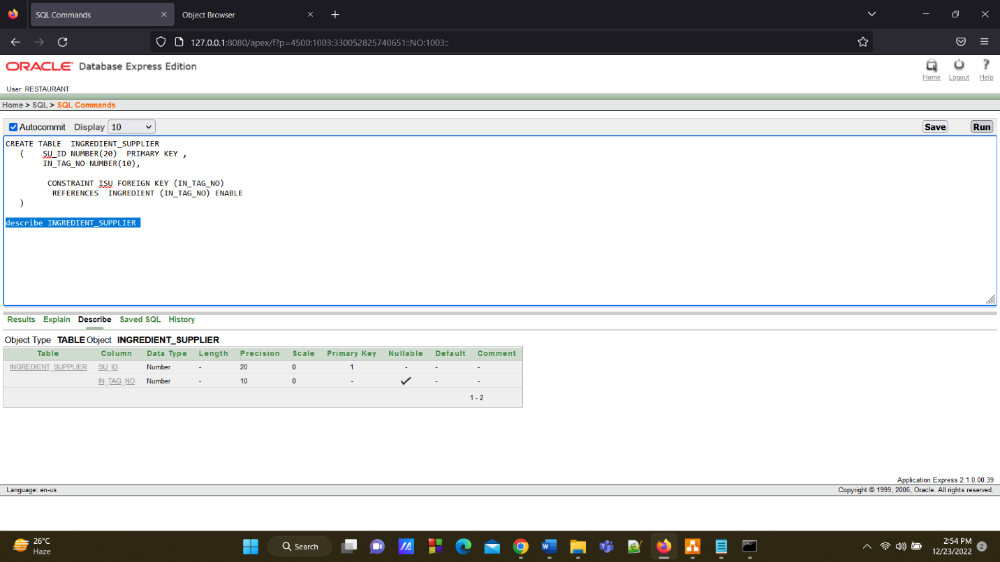 SQL Commands
Object Browser
127.0.0.1:8080/apex/f?p=4500:1003:330052825740651::NO:1003::
ORACLE Database Express Edition
Home Logout Help
User: RESTAURANT
Home > SQL > SQL Commands
Autocommit Display 10 Save Run
CREATE TABLE INGREDIENT_SUPPLIER
( SU_ID NUMBER(20) PRIMARY KEY ,
IN_TAG_NO NUMBER(10),
CONSTRAINT ISU FOREIGN KEY (IN_TAG_NO)
REFERENCES INGREDIENT (IN_TAG_NO) ENABLE
)
describe INGREDIENT_SUPPLIER
Results Explain Describe Saved SQL History
Object Type TABLE Object INGREDIENT_SUPPLIER
Table Column Data Type Length Precision Scale Primary Key Nullable Default Comment
INGREDIENT_SUPPLIER SU_ID Number - 20 0 1 - - -
IN_TAG_NO Number - 10 0 - ✓ - -
1 - 2
Application Express 2.1.0.00.39
Language: en-us Copyright © 1999, 2006, Oracle. All rights reserved.
26°C
Haze
Search
2:54 PM
12/23/2022
2